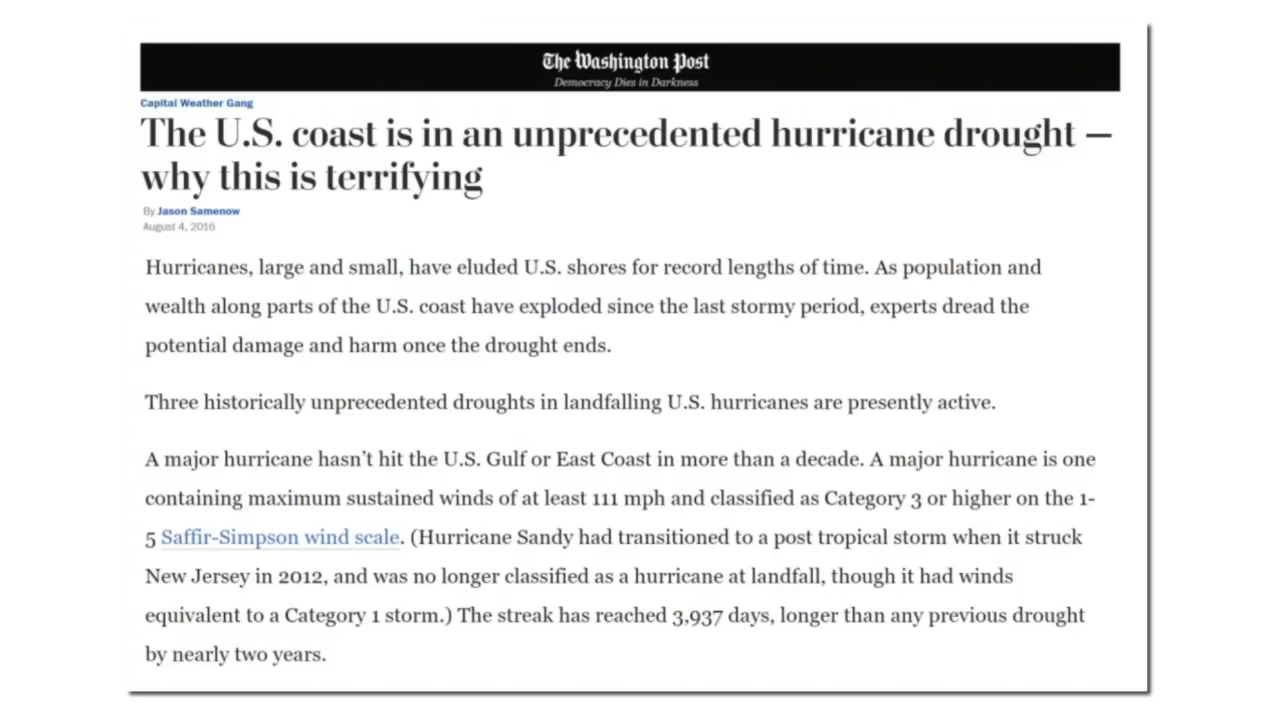 The Washington Post
Democracy Dies in Darkness
Capital Weather Gang
The U.S. coast is in an unprecedented hurricane drought —
why this is terrifying
By Jason Samenow
August 4, 2016
Hurricanes, large and small, have eluded U.S. shores for record lengths of time. As population and
wealth along parts of the U.S. coast have exploded since the last stormy period, experts dread the
potential damage and harm once the drought ends.
Three historically unprecedented droughts in landfalling U.S. hurricanes are presently active.
A major hurricane hasn’t hit the U.S. Gulf or East Coast in more than a decade. A major hurricane is one
containing maximum sustained winds of at least 111 mph and classified as Category 3 or higher on the 1-
5 Saffir-Simpson wind scale. (Hurricane Sandy had transitioned to a post tropical storm when it struck
New Jersey in 2012, and was no longer classified as a hurricane at landfall, though it had winds
equivalent to a Category 1 storm.) The streak has reached 3,937 days, longer than any previous drought
by nearly two years.